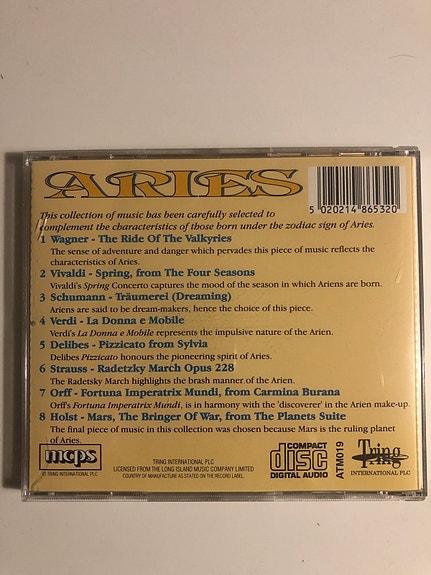 ARIES
5 020214 865320
This collection of music has been carefully selected to
complement the characteristics of those born under the zodiac sign of Aries.
1 Wagner - The Ride Of The Valkyries
The sense of adventure and danger which pervades this piece of music reflects the
characteristics of Aries.
2 Vivaldi - Spring, from The Four Seasons
Vivaldi's Spring Concerto captures the mood of the season in which Ariens are born.
3 Schumann - Träumerei (Dreaming)
Ariens are said to be dream-makers, hence the choice of this piece.
4 Verdi - La Donna e Mobile
Verdi's La Donna e Mobile represents the impulsive nature of the Arien.
5 Delibes - Pizzicato from Sylvia
Delibes Pizzicato honours the pioneering spirit of Aries.
6 Strauss - Radetzky March Opus 228
The Radetsky March highlights the brash manner of the Arien.
7 Orff - Fortuna Imperatrix Mundi, from Carmina Burana
Orff's Fortuna Imperatrix Mundi, is in harmony with the 'discoverer' in the Arien make-up.
8 Holst - Mars, The Bringer Of War, from The Planets Suite
The final piece of music in this collection was chosen because Mars is the ruling planet
of Aries.
mcps
TRING INTERNATIONAL PLC
TRING INTERNATIONAL PLC
LICENSED FROM THE LONG ISLAND MUSIC COMPANY LIMITED
COUNTRY OF MANUFACTURE AS STATED ON THE RECORD LABEL.
COMPACT
disc
DIGITAL AUDIO
ATM019
Tring
INTERNATIONAL PLC